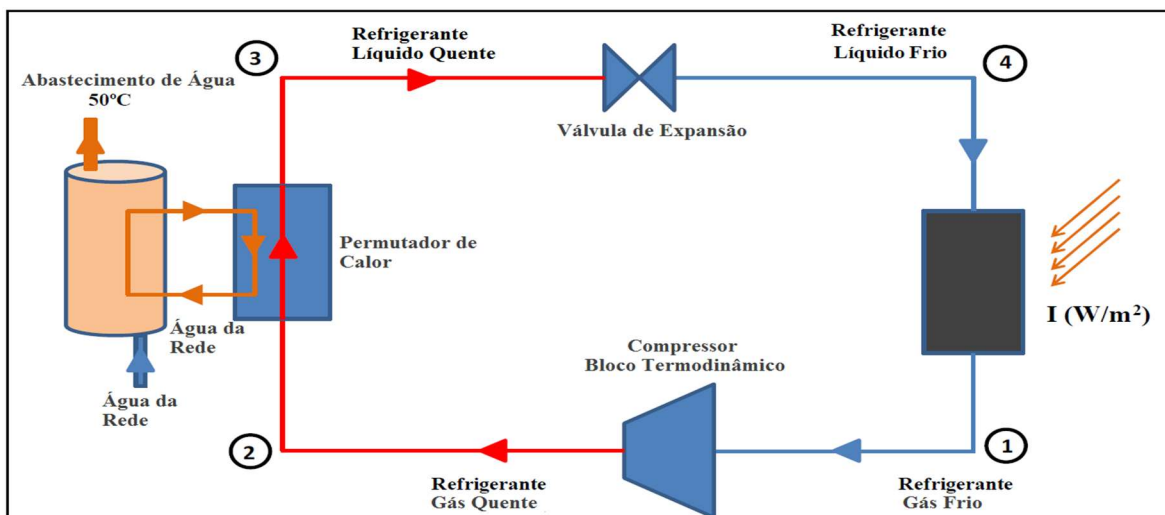 3
Refrigerante
Líquido Quente
Refrigerante
Líquido Frio
4
Abastecimento de Água
50ºC
Válvula de Expansão
Permutador de
Calor
I (W/m²)
Água da
Rede
Compressor
Bloco Termodinâmico
Água da
Rede
2
Refrigerante
Gás Quente
Refrigerante
Gás Frio
1